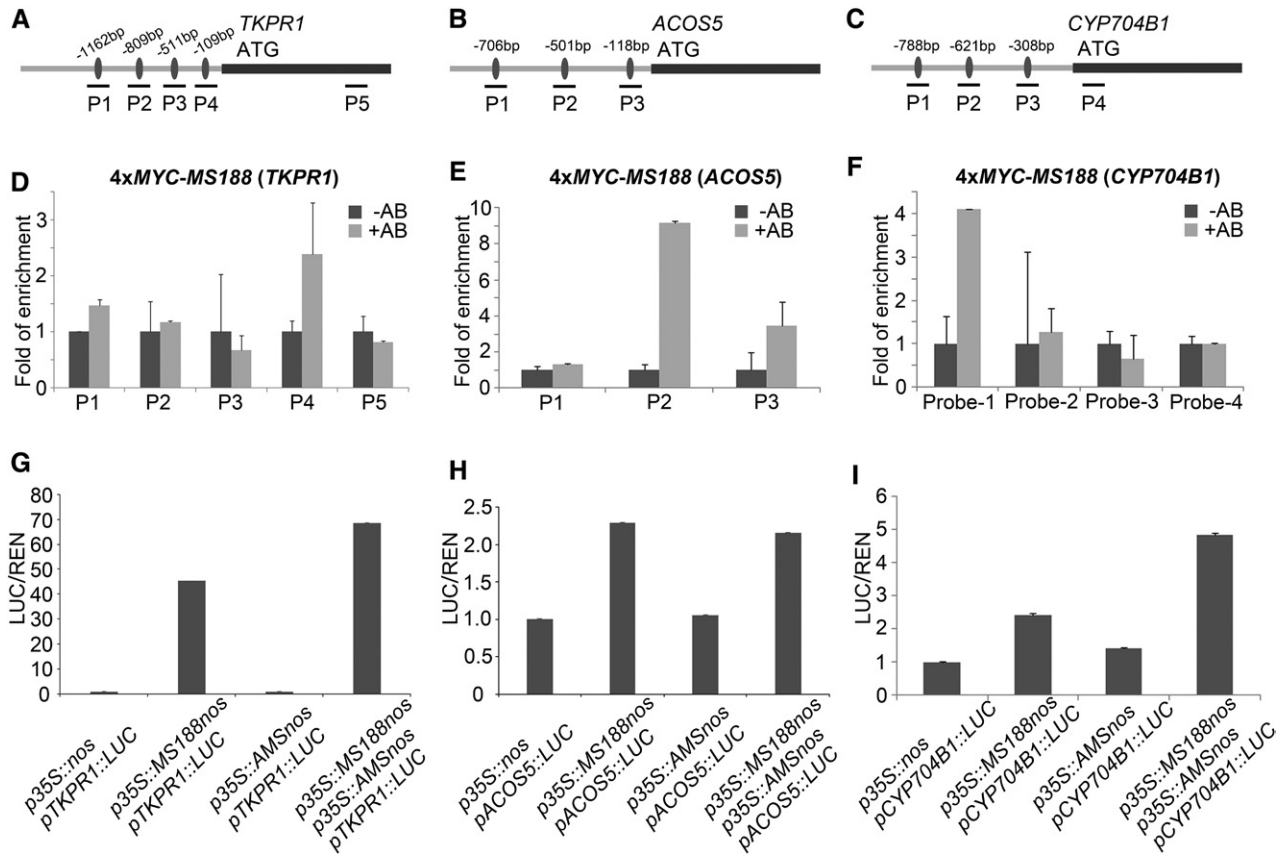 A
TKPR1
-1162bp
-809bp
-511bp
-109bp
ATG
P1
P2
P3
P4
P5
B
ACOS5
-706bp
-501bp
-118bp
ATG
P1
P2
P3
C
CYP704B1
-788bp
-621bp
-308bp
ATG
P1
P2
P3
P4
D
4xMYC-MS188 (TKPR1)
Fold of enrichment
3
2
1
0
-AB
+AB
P1
P2
P3
P4
P5
E
4xMYC-MS188 (ACOS5)
Fold of enrichment
10
8
6
4
2
0
-AB
+AB
P1
P2
P3
F
4xMYC-MS188 (CYP704B1)
Fold of enrichment
4
3
2
1
0
-AB
+AB
Probe-1
Probe-2
Probe-3
Probe-4
G
LUC/REN
80
70
60
50
40
30
20
10
0
p35S::nos
pTKPR1::LUC
p35S::MS188nos
pTKPR1::LUC
p35S::AMSnos
pTKPR1::LUC
p35S::MS188nos
p35S::AMSnos
pTKPR1::LUC
H
LUC/REN
2.5
2.0
1.5
1.0
0.5
0
p35S::nos
pACOS5::LUC
p35S::MS188nos
pACOS5::LUC
p35S::AMSnos
pACOS5::LUC
p35S::MS188nos
p35S::AMSnos
pACOS5::LUC
I
LUC/REN
6
5
4
3
2
1
0
p35S::nos
pCYP704B1::LUC
p35S::MS188nos
pCYP704B1::LUC
p35S::AMSnos
pCYP704B1::LUC
p35S::MS188nos
p35S::AMSnos
pCYP704B1::LUC